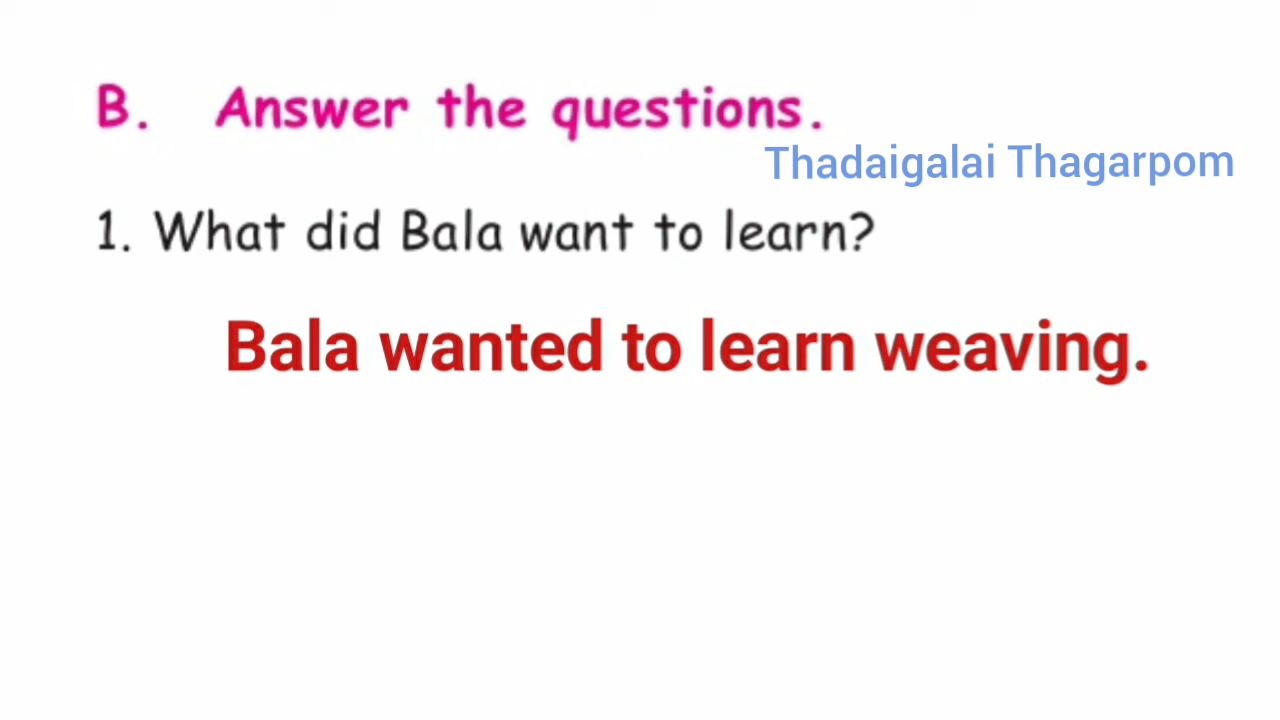 B. Answer the questions.
Thadaigalai Thagarpom
1. What did Bala want to learn?
Bala wanted to learn weaving.